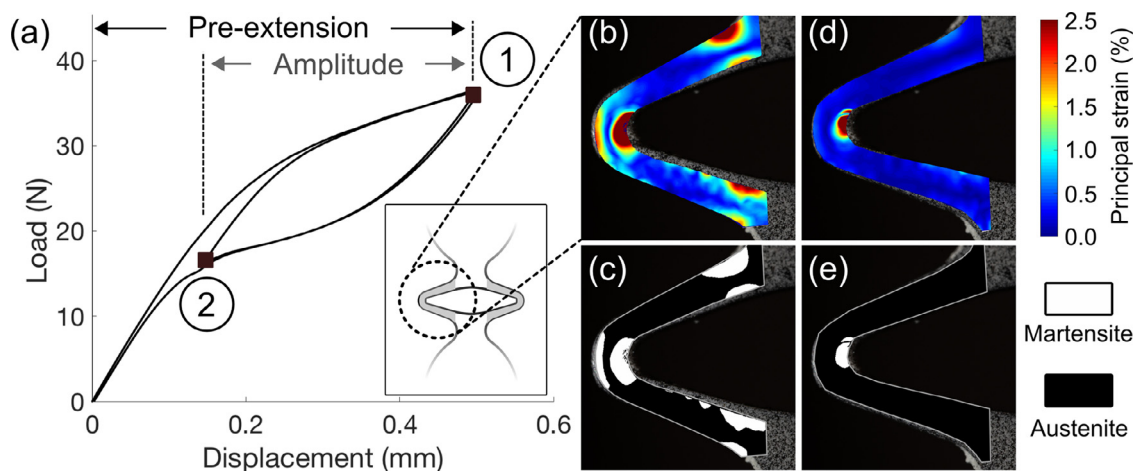 (a)
Pre-extension
Amplitude
1
2
40
30
20
10
0
Load (N)
0
0.2
0.4
0.6
Displacement (mm)
(b)
(d)
(c)
(e)
2.5
2.0
1.5
1.0
0.5
0.0
Principal strain (%)
Martensite
Austenite